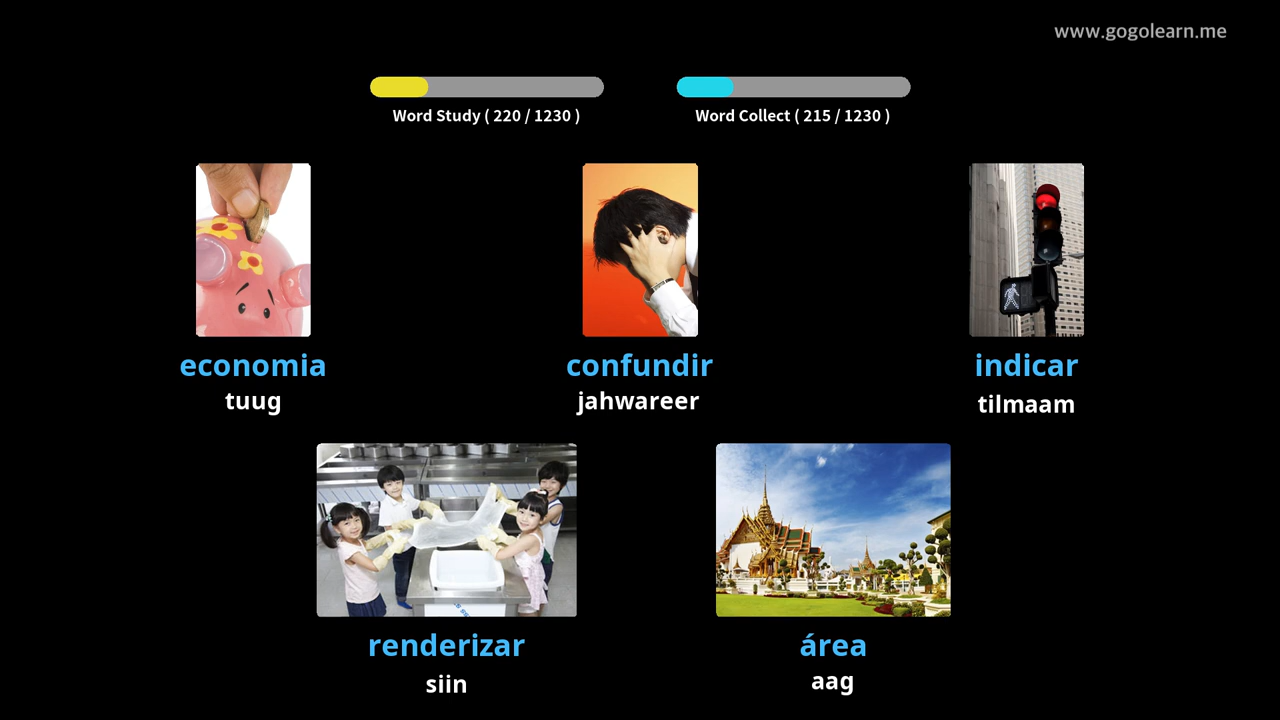 www.gogolearn.me
Word Study ( 220 / 1230 )
Word Collect ( 215 / 1230 )
economia
tuug
confundir
jahwareer
indicar
tilmaam
renderizar
siin
área
aag